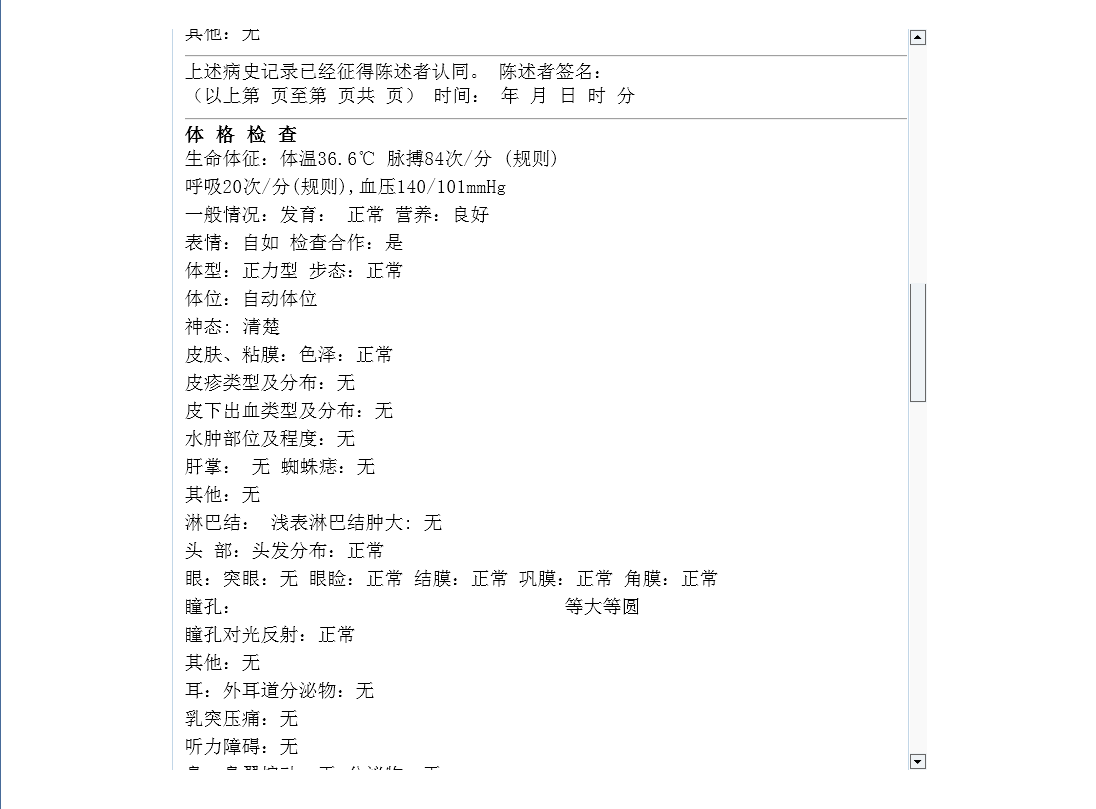 其他: 无
上述病史记录已经征得陈述者认同。 陈述者签名:
(以上第 页至第 页共 页) 时间: 年 月 日 时 分
体 格 检 查
生命体征: 体温36.6℃ 脉搏84次/分 (规则)
呼吸20次/分(规则),血压140/101mmHg
一般情况: 发育: 正常 营养: 良好
表情: 自如 检查合作: 是
体型: 正力型 步态: 正常
体位: 自动体位
神态: 清楚
皮肤、粘膜: 色泽: 正常
皮疹类型及分布: 无
皮下出血类型及分布: 无
水肿部位及程度: 无
肝掌: 无 蜘蛛痣: 无
其他: 无
淋巴结: 浅表淋巴结肿大: 无
头 部: 头发分布: 正常
眼: 突眼: 无 眼睑: 正常 结膜: 正常 巩膜: 正常 角膜: 正常
瞳孔: 等大等圆
瞳孔对光反射: 正常
其他: 无
耳: 外耳道分泌物: 无
乳突压痛: 无
听力障碍: 无